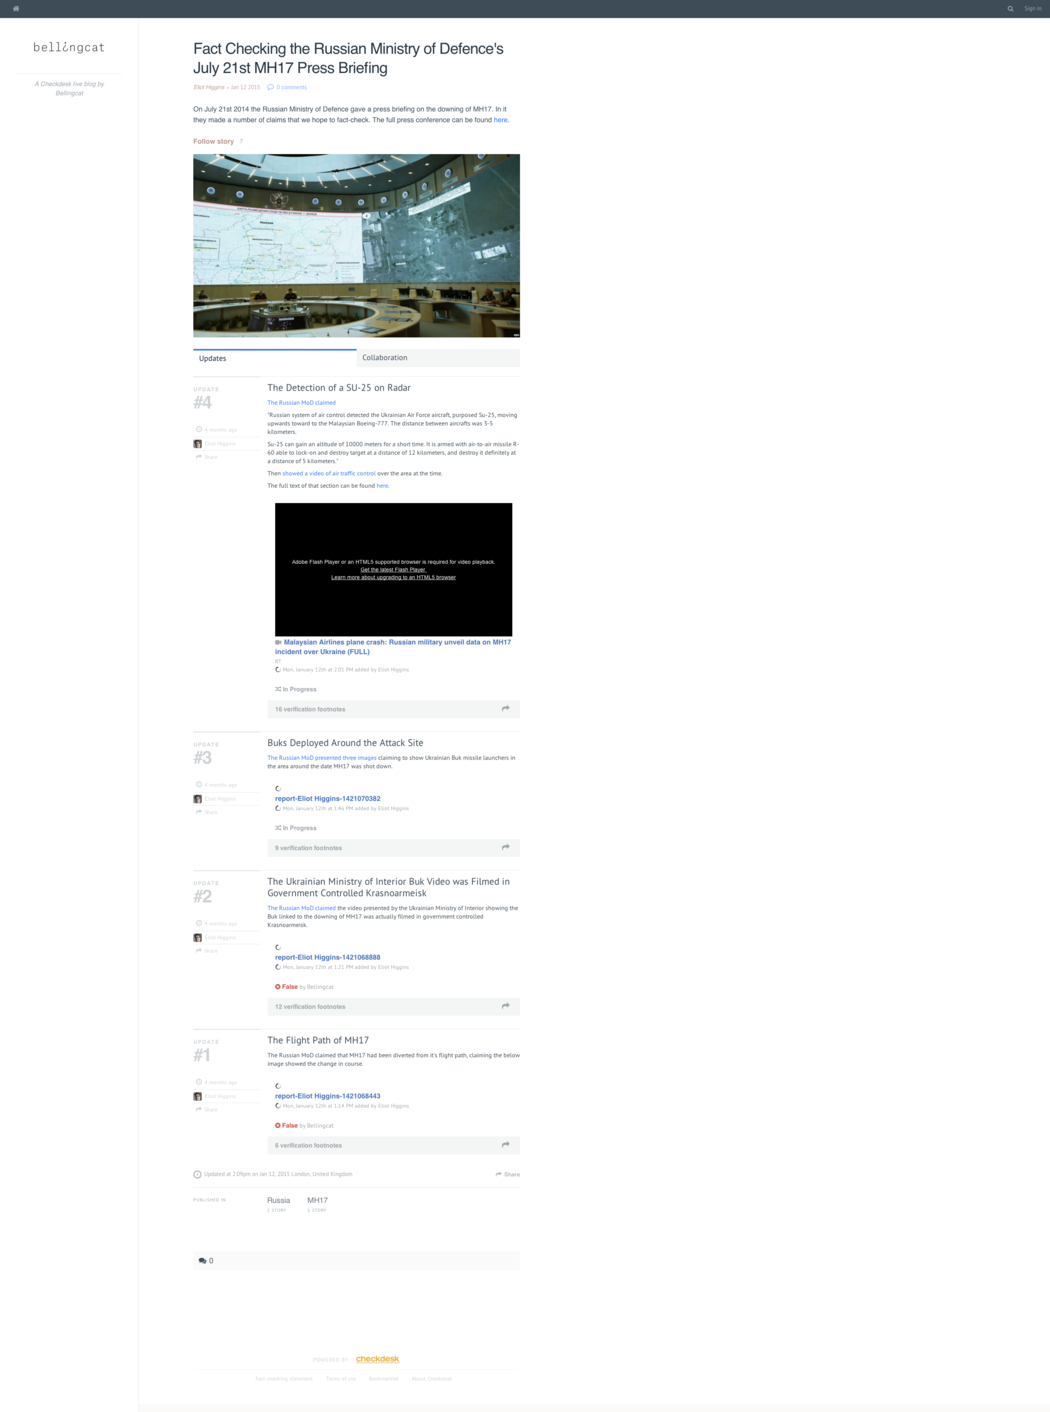 Sign in
bellingcat
A Checkdesk live blog by
Bellingcat
Fact Checking the Russian Ministry of Defence's
July 21st MH17 Press Briefing
Eliot Higgins • Jan 12 2015 0 comments
On July 21st 2014 the Russian Ministry of Defence gave a press briefing on the downing of MH17. In it
they made a number of claims that we hope to fact-check. The full press conference can be found here.
Follow story 7
Updates
Collaboration
UPDATE
#4
4 months ago
Eliot Higgins
Share
The Detection of a SU-25 on Radar
The Russian MoD claimed
"Russian system of air control detected the Ukrainian Air Force aircraft, purposed Su-25, moving
upwards toward to the Malaysian Boeing-777. The distance between aircrafts was 3-5
kilometers.
Su-25 can gain an altitude of 10000 meters for a short time. It is armed with air-to-air missile R-
60 able to lock-on and destroy target at a distance of 12 kilometers, and destroy it definitely at
a distance of 5 kilometers."
Then showed a video of air traffic control over the area at the time.
The full text of that section can be found here.
Adobe Flash Player or an HTML5 supported browser is required for video playback.
Get the latest Flash Player
Learn more about upgrading to an HTML5 browser
Malaysian Airlines plane crash: Russian military unveil data on MH17
incident over Ukraine (FULL)
RT
Mon, January 12th at 2:01 PM added by Eliot Higgins
In Progress
16 verification footnotes
UPDATE
#3
4 months ago
Eliot Higgins
Share
Buks Deployed Around the Attack Site
The Russian MoD presented three images claiming to show Ukrainian Buk missile launchers in
the area around the date MH17 was shot down.
report-Eliot Higgins-1421070382
Mon, January 12th at 1:46 PM added by Eliot Higgins
In Progress
9 verification footnotes
UPDATE
#2
4 months ago
Eliot Higgins
Share
The Ukrainian Ministry of Interior Buk Video was Filmed in
Government Controlled Krasnoarmeisk
The Russian MoD claimed the video presented by the Ukrainian Ministry of Interior showing the
Buk linked to the downing of MH17 was actually filmed in government controlled
Krasnoarmeisk.
report-Eliot Higgins-1421068888
Mon, January 12th at 1:21 PM added by Eliot Higgins
False by Bellingcat
12 verification footnotes
UPDATE
#1
4 months ago
Eliot Higgins
Share
The Flight Path of MH17
The Russian MoD claimed that MH17 had been diverted from it's flight path, claiming the below
image showed the change in course.
report-Eliot Higgins-1421068443
Mon, January 12th at 1:14 PM added by Eliot Higgins
False by Bellingcat
6 verification footnotes
Updated at 2:09pm on Jan 12, 2015 London, United Kingdom
Share
PUBLISHED IN
Russia MH17
1 STORY 1 STORY
0
POWERED BY checkdesk
Fact-checking statement Terms of use Bookmarklet About Checkdesk